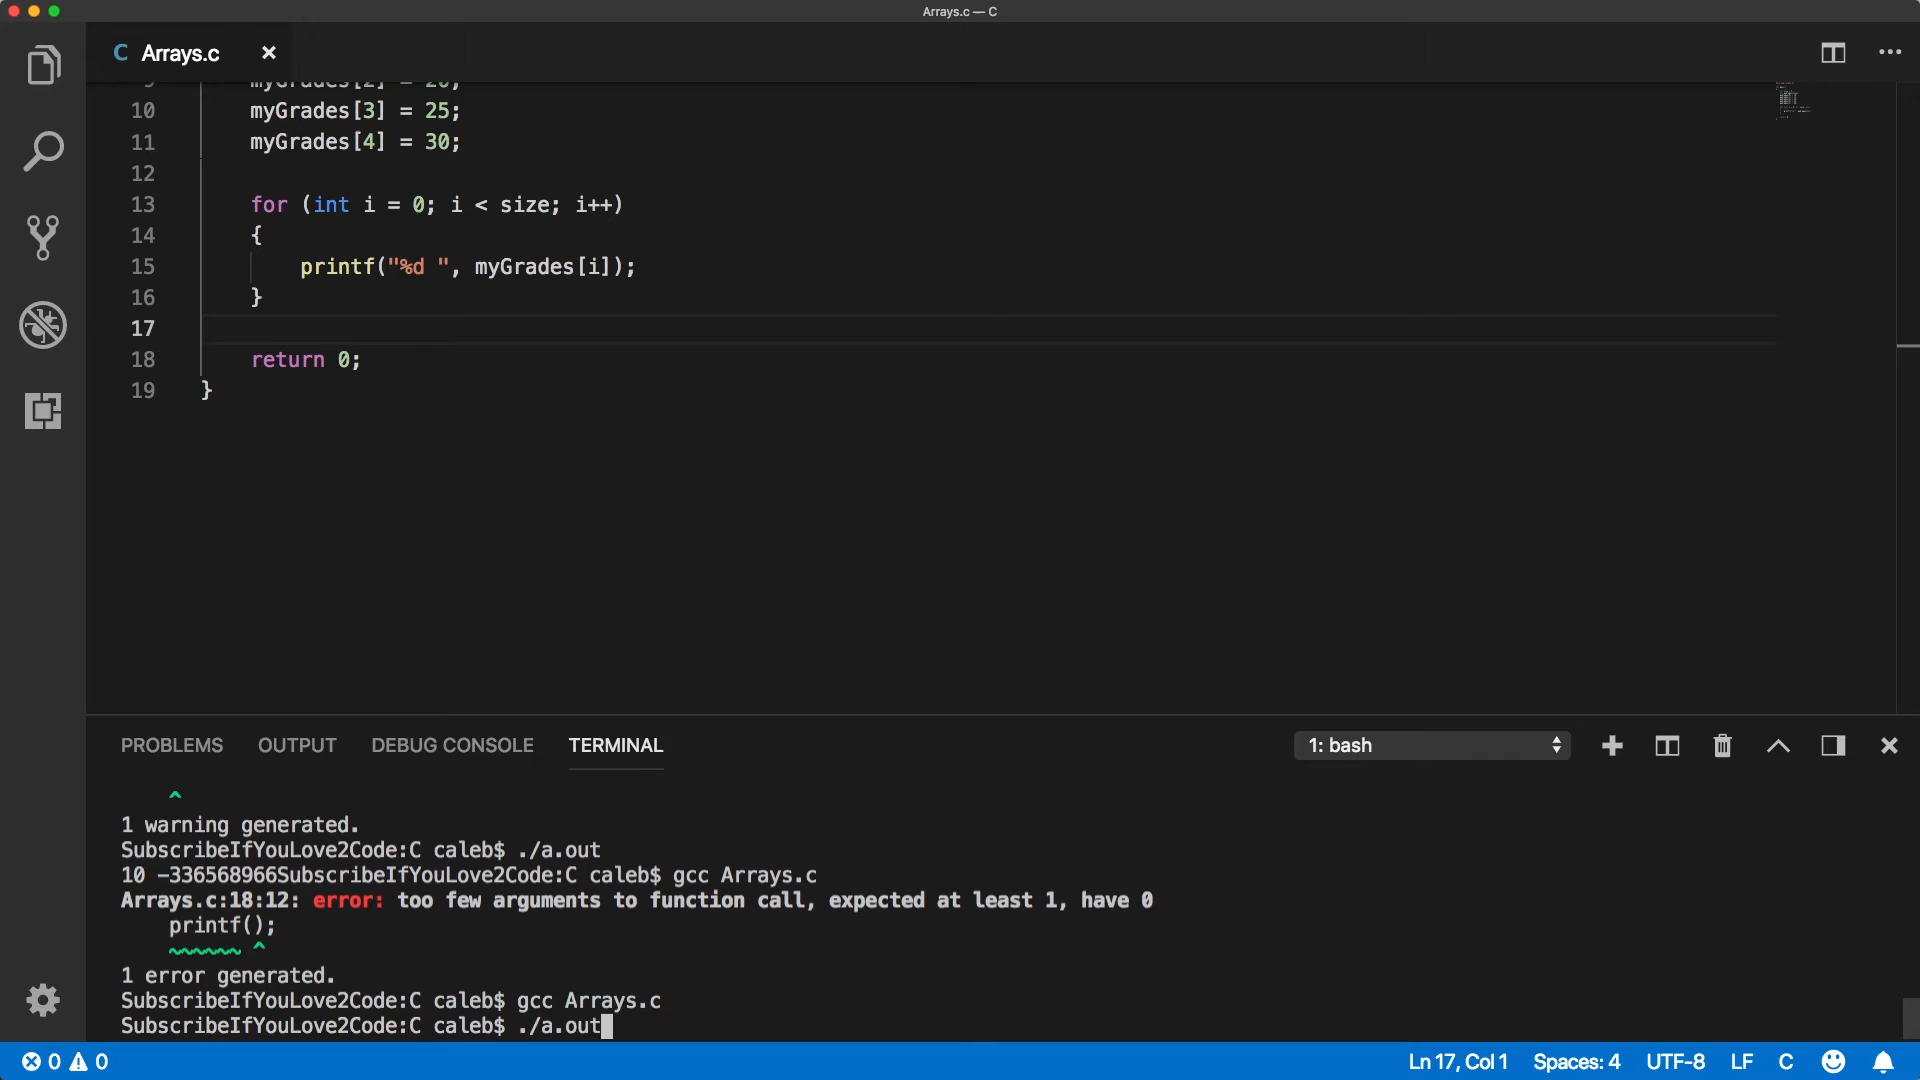 Arrays.c — C
C Arrays.c
9 myGrades[2] = 20;
10 myGrades[3] = 25;
11 myGrades[4] = 30;
12
13 for (int i = 0; i < size; i++)
14 {
15 printf("%d ", myGrades[i]);
16 }
17
18 return 0;
19 }
PROBLEMS OUTPUT DEBUG CONSOLE TERMINAL 1: bash
^
1 warning generated.
SubscribeIfYouLove2Code:C caleb$ ./a.out
10 -336568966SubscribeIfYouLove2Code:C caleb$ gcc Arrays.c
Arrays.c:18:12: error: too few arguments to function call, expected at least 1, have 0
printf();
~~~~~~ ^
1 error generated.
SubscribeIfYouLove2Code:C caleb$ gcc Arrays.c
SubscribeIfYouLove2Code:C caleb$ ./a.out
0 0 Ln 17, Col 1 Spaces: 4 UTF-8 LF C